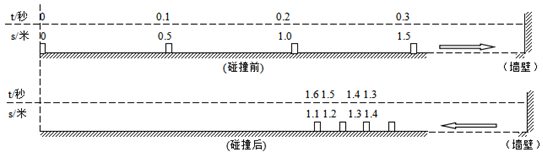 t/秒 0 0.1 0.2 0.3
s/米 0 0.5 1.0 1.5
(碰撞前) (墙壁)
t/秒 1.6 1.5 1.4 1.3
s/米 1.1 1.2 1.3 1.4
(碰撞后) (墙壁)